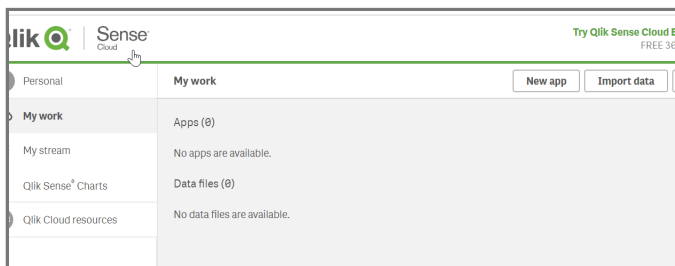 Qlik Q Sense®
Cloud
Try Qlik Sense Cloud B
FREE 30
Personal
My work
New app
Import data
My work
My stream
Qlik Sense® Charts
Qlik Cloud resources
Apps (0)
No apps are available.
Data files (0)
No data files are available.